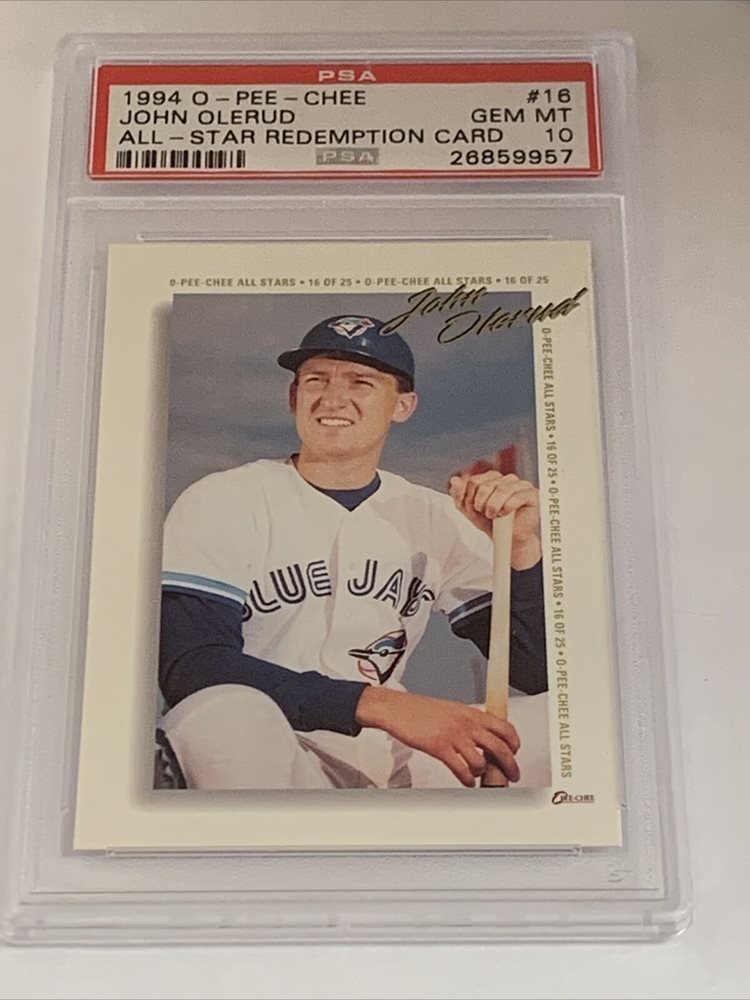 PSA
1994 O-PEE-CHEE #16
JOHN OLERUD GEM MT
ALL-STAR REDEMPTION CARD 10
PSA 26859957
O-PEE-CHEE ALL STARS • 16 OF 25 • O-PEE-CHEE ALL STARS • 16 OF 25
John
Olerud
O-PEE-CHEE ALL STARS • 16 OF 25 • O-PEE-CHEE ALL STARS • 16 OF 25 • O-PEE-CHEE ALL STARS
BLUE JAYS
O-PEE-CHEE